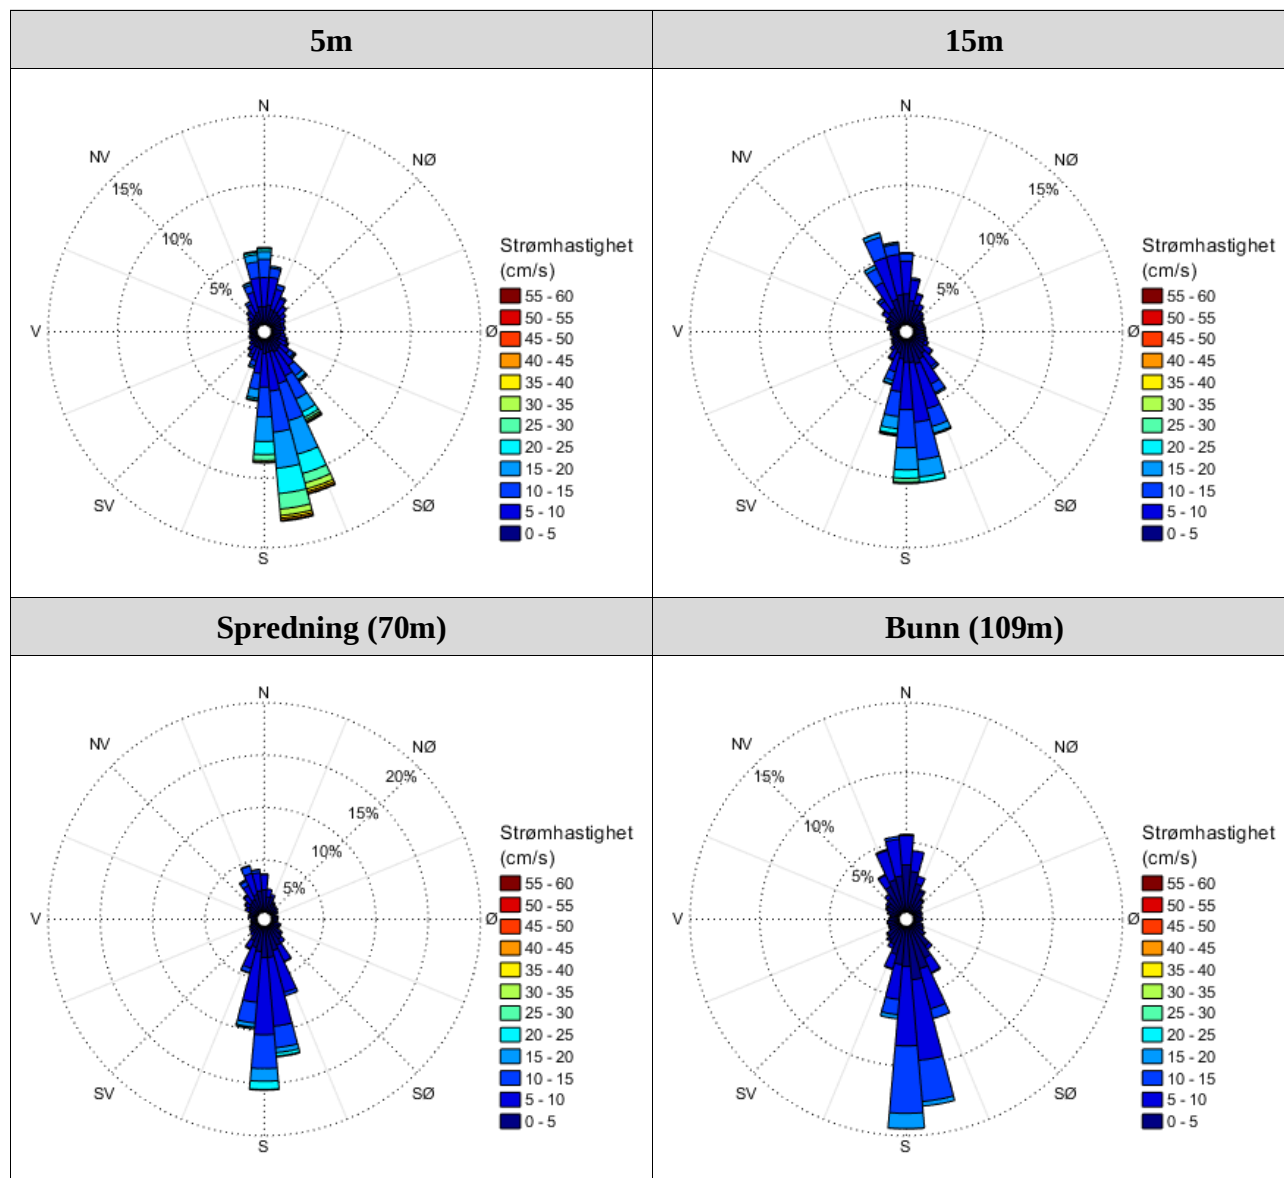 5m
15m
N
NØ
Ø
SØ
S
SV
V
NV
5%
10%
15%
Strømhastighet
(cm/s)
55 - 60
50 - 55
45 - 50
40 - 45
35 - 40
30 - 35
25 - 30
20 - 25
15 - 20
10 - 15
5 - 10
0 - 5
N
NØ
Ø
SØ
S
SV
V
NV
5%
10%
15%
Strømhastighet
(cm/s)
55 - 60
50 - 55
45 - 50
40 - 45
35 - 40
30 - 35
25 - 30
20 - 25
15 - 20
10 - 15
5 - 10
0 - 5
Spredning (70m)
Bunn (109m)
N
NØ
Ø
SØ
S
SV
V
NV
5%
10%
15%
20%
Strømhastighet
(cm/s)
55 - 60
50 - 55
45 - 50
40 - 45
35 - 40
30 - 35
25 - 30
20 - 25
15 - 20
10 - 15
5 - 10
0 - 5
N
NØ
Ø
SØ
S
SV
V
NV
5%
10%
15%
Strømhastighet
(cm/s)
55 - 60
50 - 55
45 - 50
40 - 45
35 - 40
30 - 35
25 - 30
20 - 25
15 - 20
10 - 15
5 - 10
0 - 5